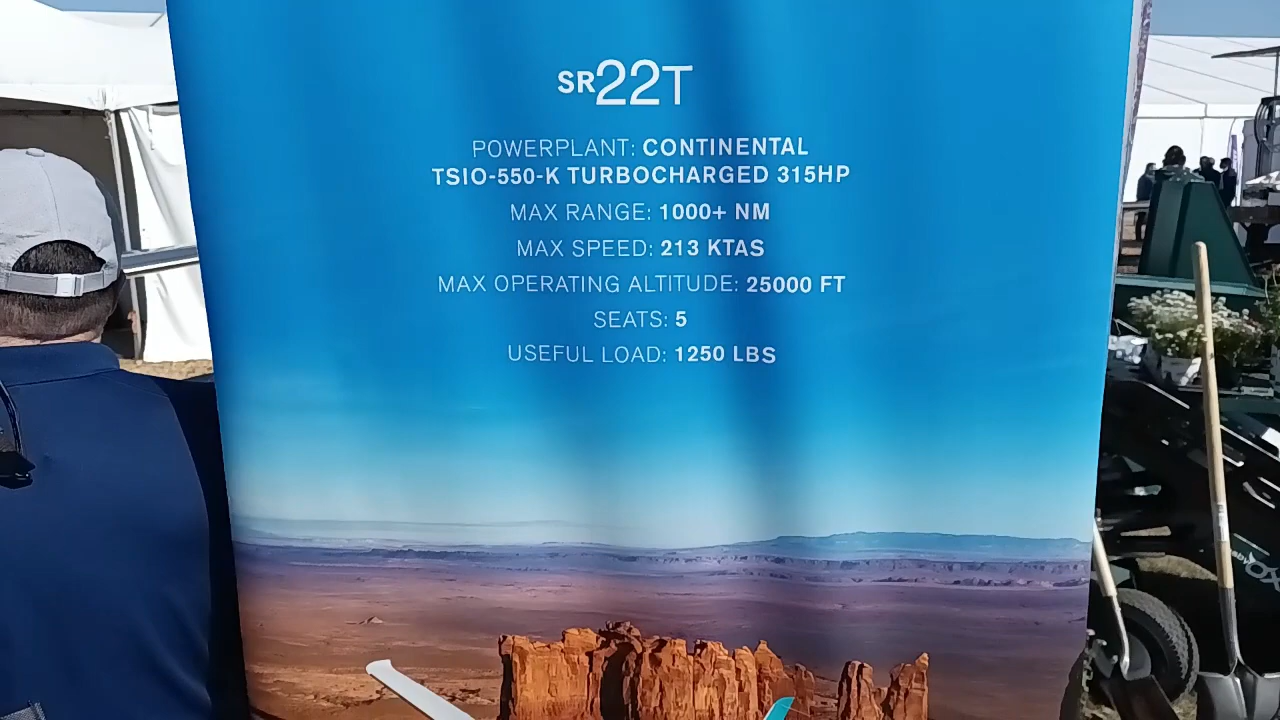 SR22T
POWERPLANT: CONTINENTAL
TSIO-550-K TURBOCHARGED 315HP
MAX RANGE: 1000+ NM
MAX SPEED: 213 KTAS
MAX OPERATING ALTITUDE: 25000 FT
SEATS: 5
USEFUL LOAD: 1250 LBS